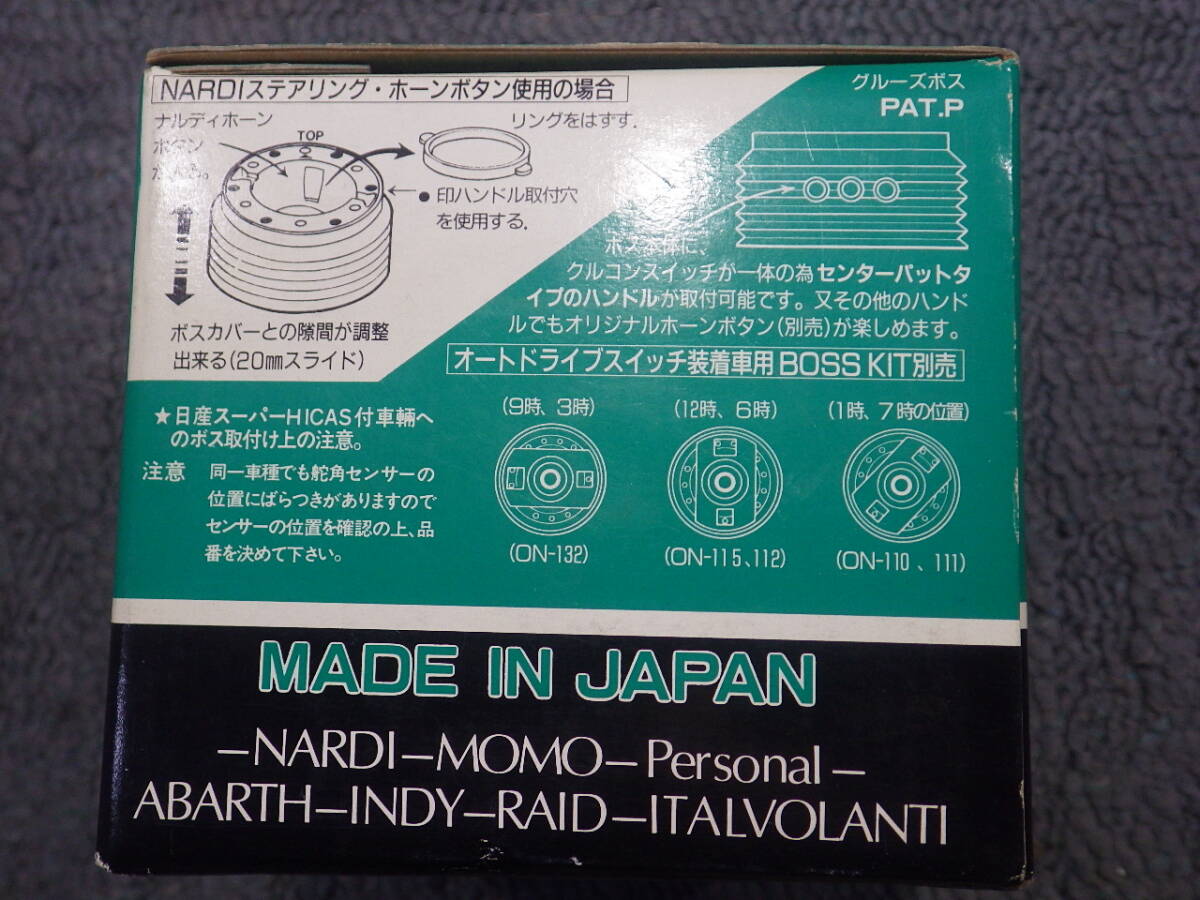 NARDIステアリング・ホーンボタン使用の場合
ナルディホーン
ボタン
TOP
リングをはずす.
●印ハンドル取付穴
を使用する.
ボスカバーとの隙間が調整
出来る(20㎜スライド)
グルーズボス
PAT.P
ボス本体に、
クルコンスイッチが一体の為センターパットタ
イプのハンドルが取付可能です。又その他のハンド
ルでもオリジナルホーンボタン(別売)が楽しめます。
オートドライブスイッチ装着車用 BOSS KIT別売
★日産スーパーHICAS付車輛へ
のボス取付け上の注意。
注意 同一車種でも舵角センサーの
位置にばらつきがありますので
センサーの位置を確認の上、品
番を決めて下さい。
(9時、3時)
(12時、6時)
(1時、7時の位置)
(ON-132)
(ON-115、112)
(ON-110、111)
MADE IN JAPAN
–NARDI–MOMO–Personal–
ABARTH–INDY–RAID–ITALVOLANTI